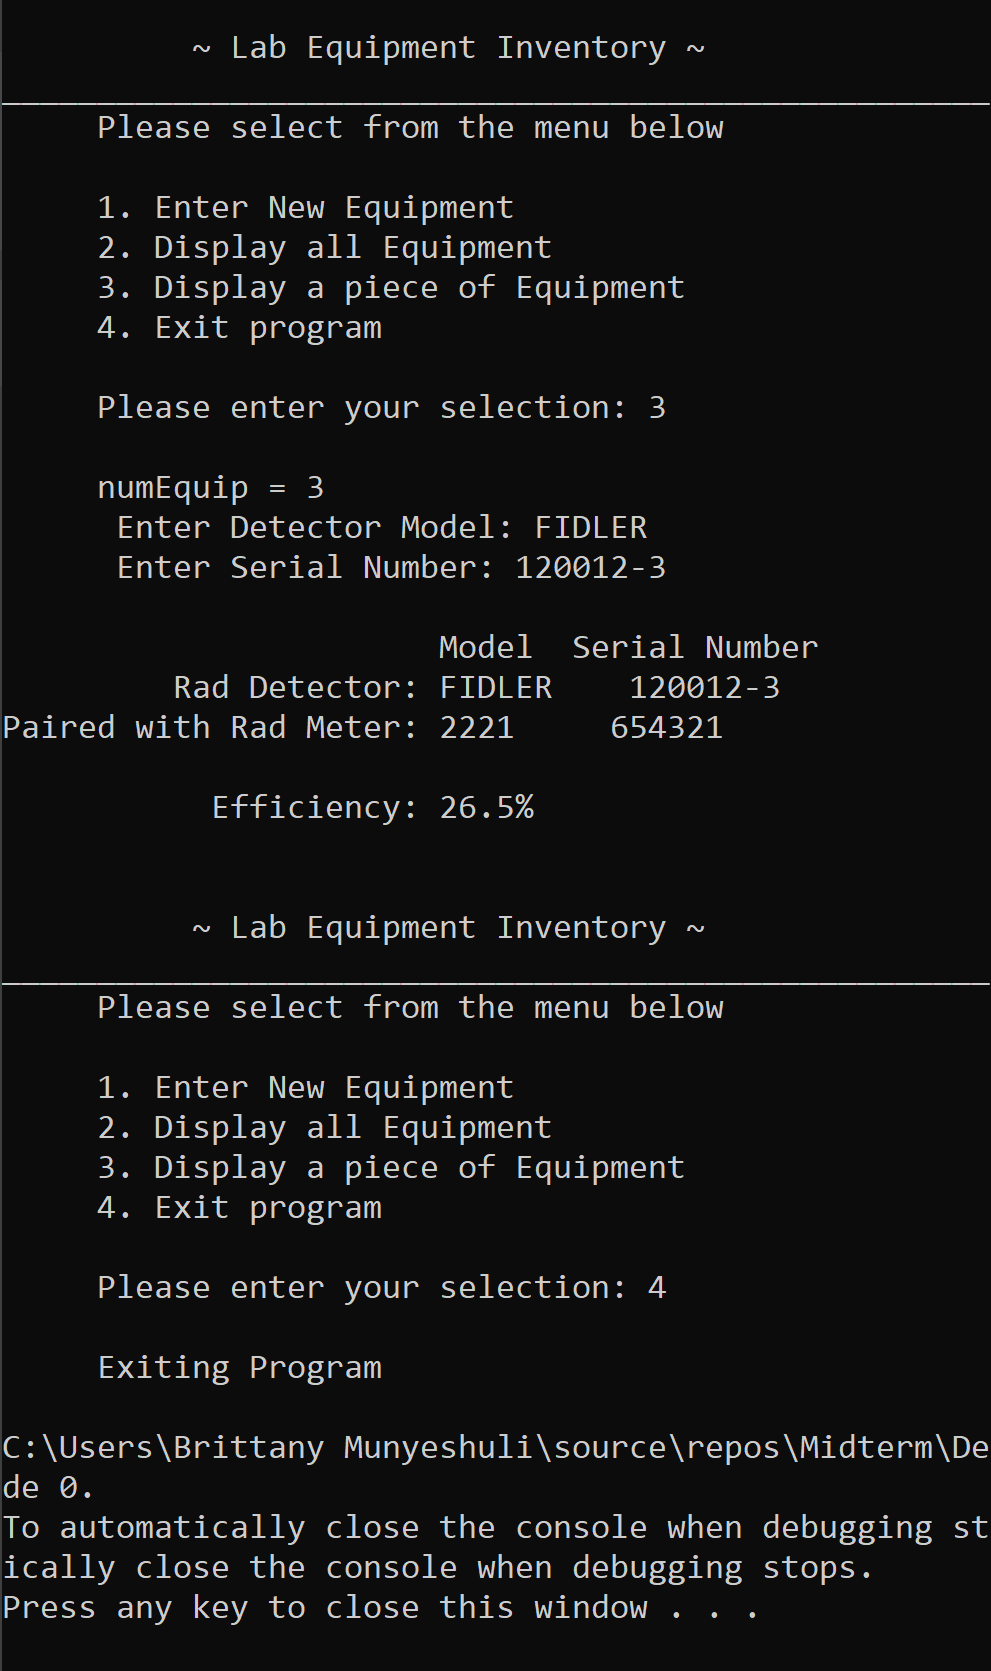 ~ Lab Equipment Inventory ~
____________________________________________________
Please select from the menu below
1. Enter New Equipment
2. Display all Equipment
3. Display a piece of Equipment
4. Exit program
Please enter your selection: 3
numEquip = 3
Enter Detector Model: FIDLER
Enter Serial Number: 120012-3
Model  Serial Number
Rad Detector: FIDLER    120012-3
Paired with Rad Meter: 2221     654321
Efficiency: 26.5%
~ Lab Equipment Inventory ~
____________________________________________________
Please select from the menu below
1. Enter New Equipment
2. Display all Equipment
3. Display a piece of Equipment
4. Exit program
Please enter your selection: 4
Exiting Program
C:\Users\Brittany Munyeshuli\source\repos\Midterm\De
de 0.
To automatically close the console when debugging st
ically close the console when debugging stops.
Press any key to close this window . . .